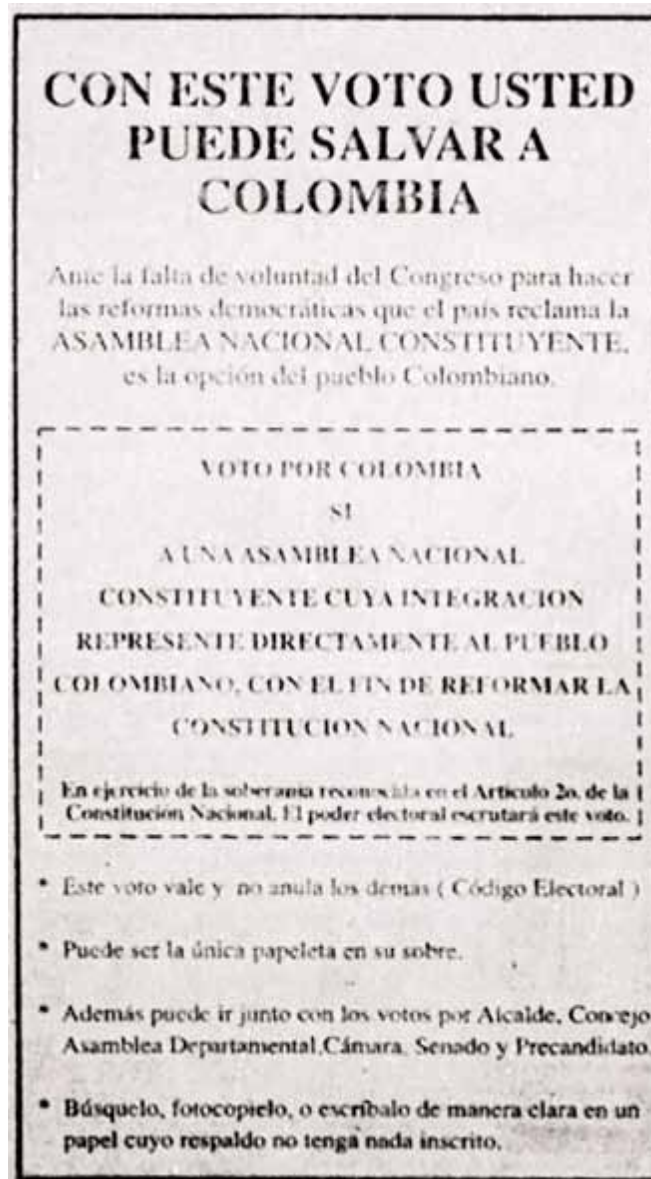 CON ESTE VOTO USTED
PUEDE SALVAR A
COLOMBIA
Ante la falta de voluntad del Congreso para hacer
las reformas democráticas que el país reclama la
ASAMBLEA NACIONAL CONSTITUYENTE,
es la opción del pueblo Colombiano.
VOTO POR COLOMBIA
SI
A UNA ASAMBLEA NACIONAL
CONSTITUYENTE CUYA INTEGRACION
REPRESENTE DIRECTAMENTE AL PUEBLO
COLOMBIANO, CON EL FIN DE REFORMAR LA
CONSTITUCION NACIONAL
En ejercicio de la soberanía reconocida en el Artículo 2o. de la
Constitución Nacional. El poder electoral escrutará este voto.
* Este voto vale y no anula los demas ( Código Electoral )
* Puede ser la única papeleta en su sobre.
* Además puede ir junto con los votos por Alcalde, Concejo
Asamblea Departamental,Cámara, Senado y Precandidato.
* Búsquelo, fotocopielo, o escríbalo de manera clara en un
papel cuyo respaldo no tenga nada inscrito.